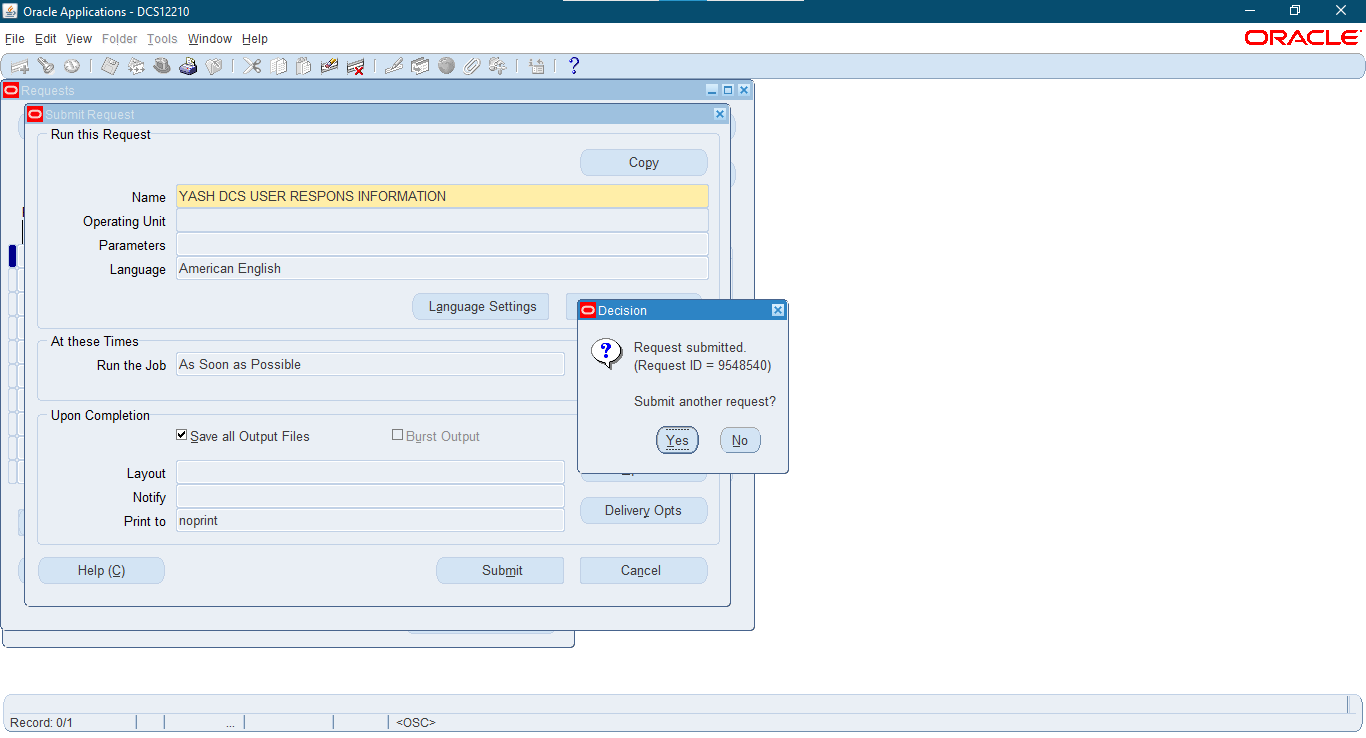 Oracle Applications - DCS12210
File Edit View Folder Tools Window Help
ORACLE
Requests
Submit Request
Run this Request
Copy
Name YASH DCS USER RESPONS INFORMATION
Operating Unit
Parameters
Language American English
Language Settings
Decision
Request submitted.
(Request ID = 9548540)
Submit another request?
Yes No
At these Times
Run the Job As Soon as Possible
Upon Completion
Save all Output Files Burst Output
Layout
Notify
Print to noprint
Delivery Opts
Help (C) Submit Cancel
Record: 0/1 ... <OSC>